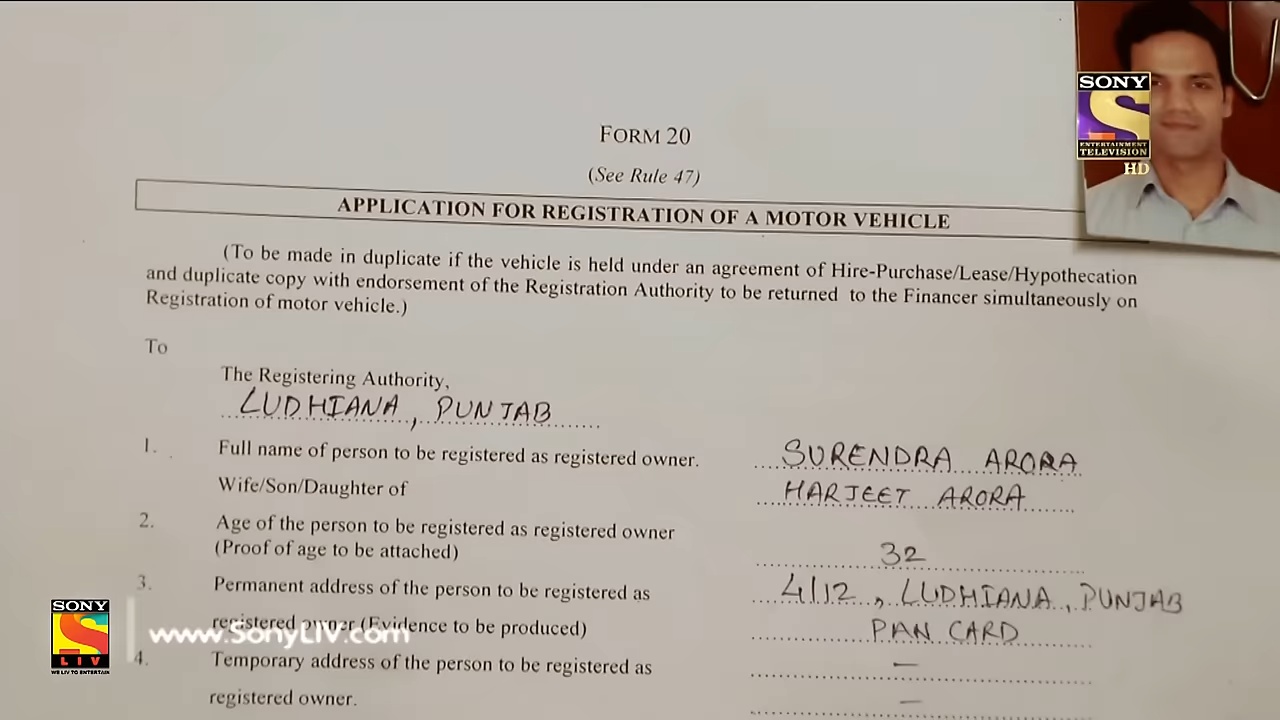 SONY
ENTERTAINMENT
TELEVISION
HD
FORM 20
(See Rule 47)
APPLICATION FOR REGISTRATION OF A MOTOR VEHICLE
(To be made in duplicate if the vehicle is held under an agreement of Hire-Purchase/Lease/Hypothecation
and duplicate copy with endorsement of the Registration Authority to be returned to the Financer simultaneously on
Registration of motor vehicle.)
To
The Registering Authority,
LUDHIANA, PUNJAB
1. Full name of person to be registered as registered owner. SURENDRA ARORA
Wife/Son/Daughter of HARJEET ARORA
2. Age of the person to be registered as registered owner
(Proof of age to be attached) 32
3. Permanent address of the person to be registered as 4/12, LUDHIANA, PUNJAB
registered owner (Evidence to be produced) PAN CARD
4. Temporary address of the person to be registered as –
registered owner. –
SONY
LIV
WE LIV TO ENTERTAIN
www.SonyLIV.com